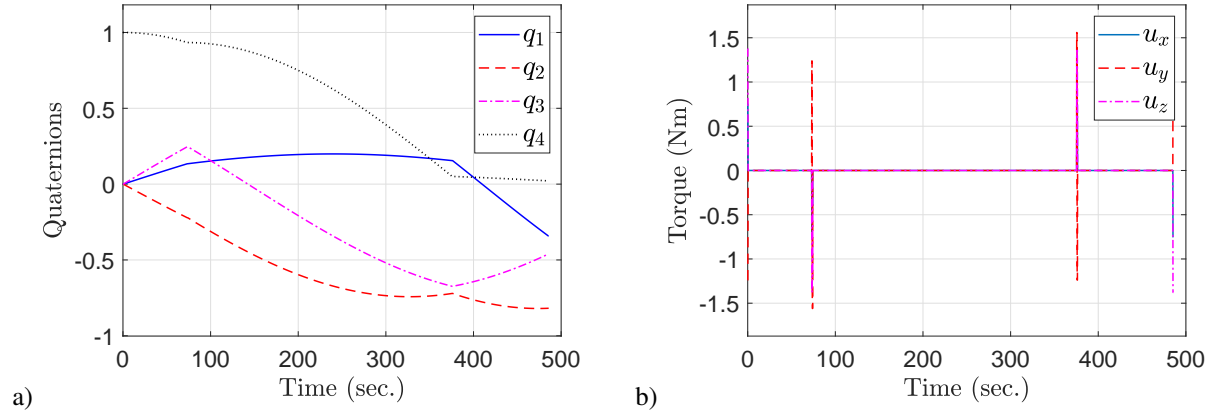 1
0.5
0
-0.5
-1
0 100 200 300 400 500
Quaternions
Time (sec.)
q1
q2
q3
q4
a)
1.5
1
0.5
0
-0.5
-1
-1.5
0 100 200 300 400 500
Torque (Nm)
Time (sec.)
ux
uy
uz
b)